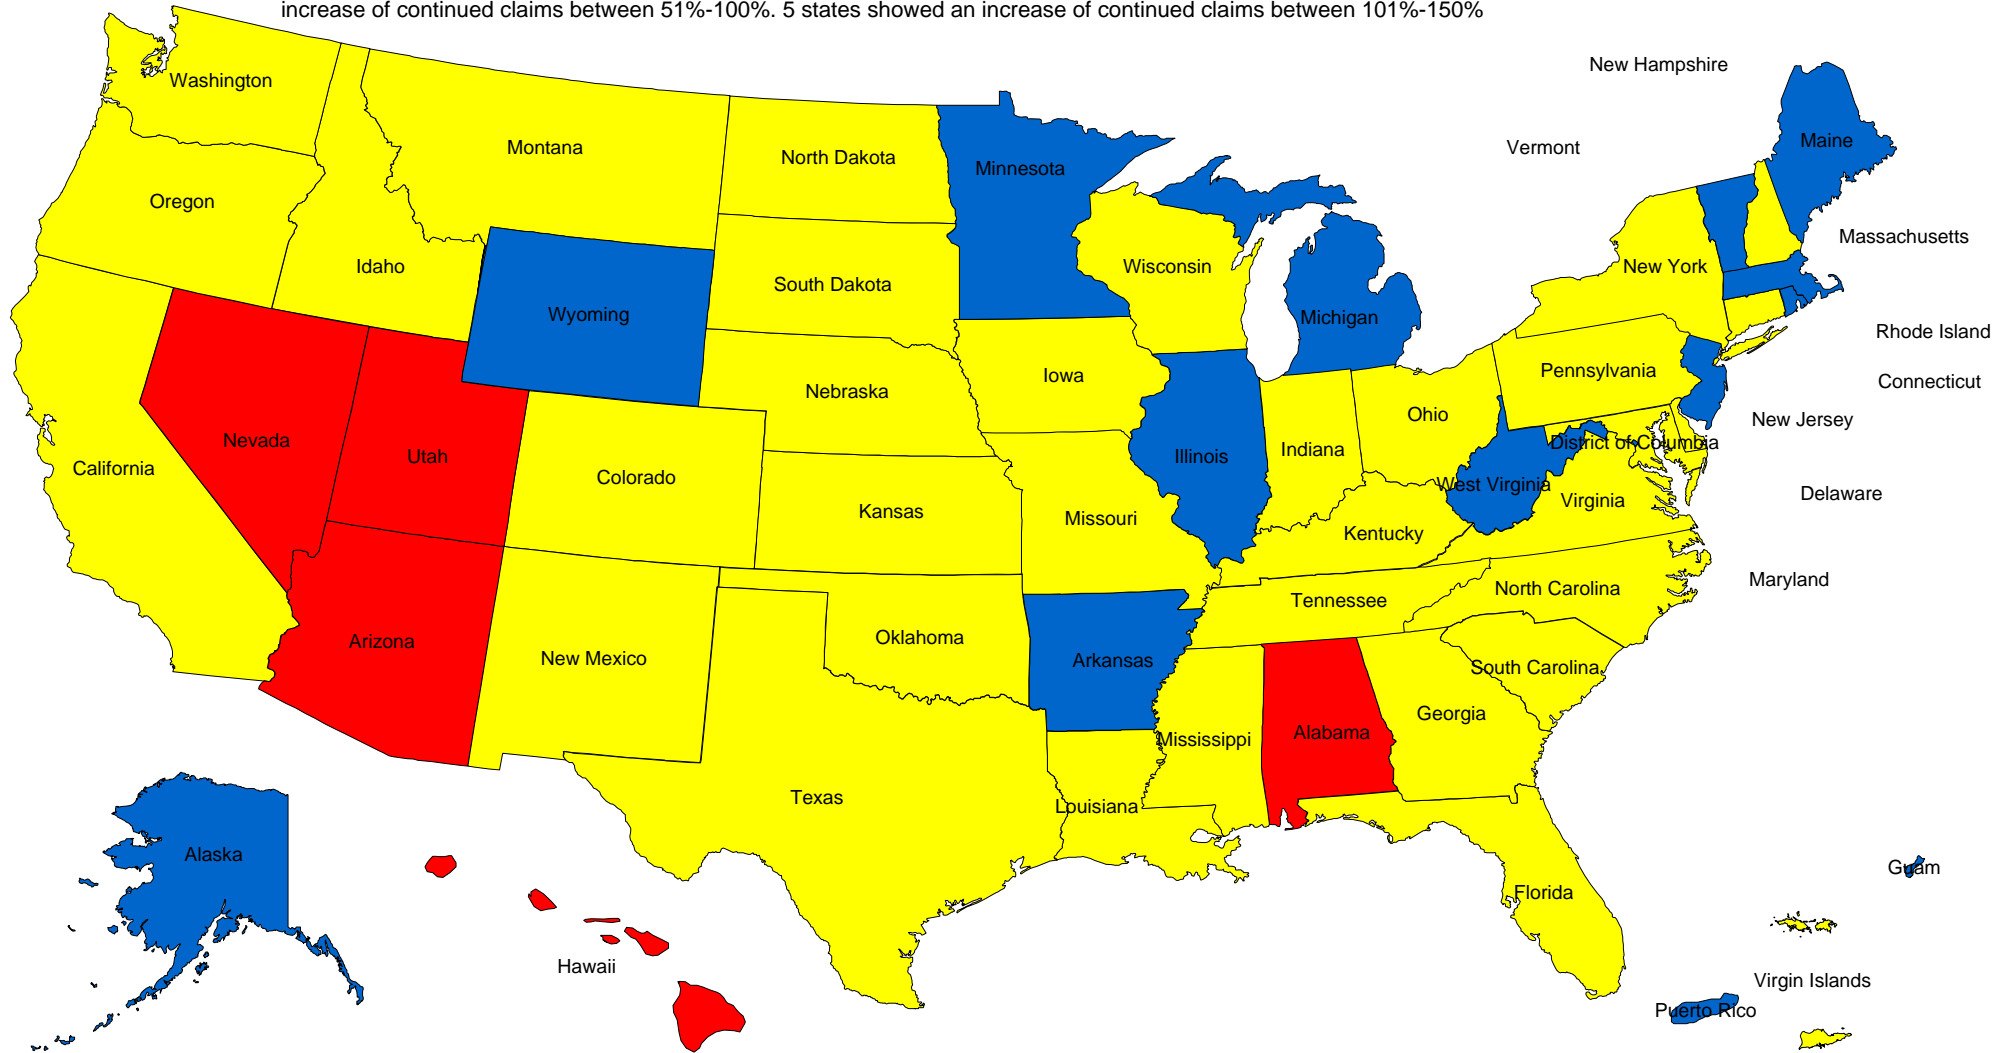 increase of continued claims between 51%-100%. 5 states showed an increase of continued claims between 101%-150%
New Hampshire
Washington
Maine
Montana
Vermont
North Dakota
Minnesota
Oregon
Massachusetts
Idaho
Wisconsin
New York
South Dakota
Wyoming
Michigan
Rhode Island
Pennsylvania
Iowa
Connecticut
Nebraska
Ohio
New Jersey
Nevada
District of Columbia
Indiana
Utah
Illinois
California
Colorado
West Virginia
Delaware
Virginia
Kansas
Missouri
Kentucky
Maryland
North Carolina
Tennessee
Oklahoma
Arizona
New Mexico
Arkansas
South Carolina
Georgia
Alabama
Mississippi
Texas
Louisiana
Alaska
Guam
Florida
Hawaii
Virgin Islands
Puerto Rico